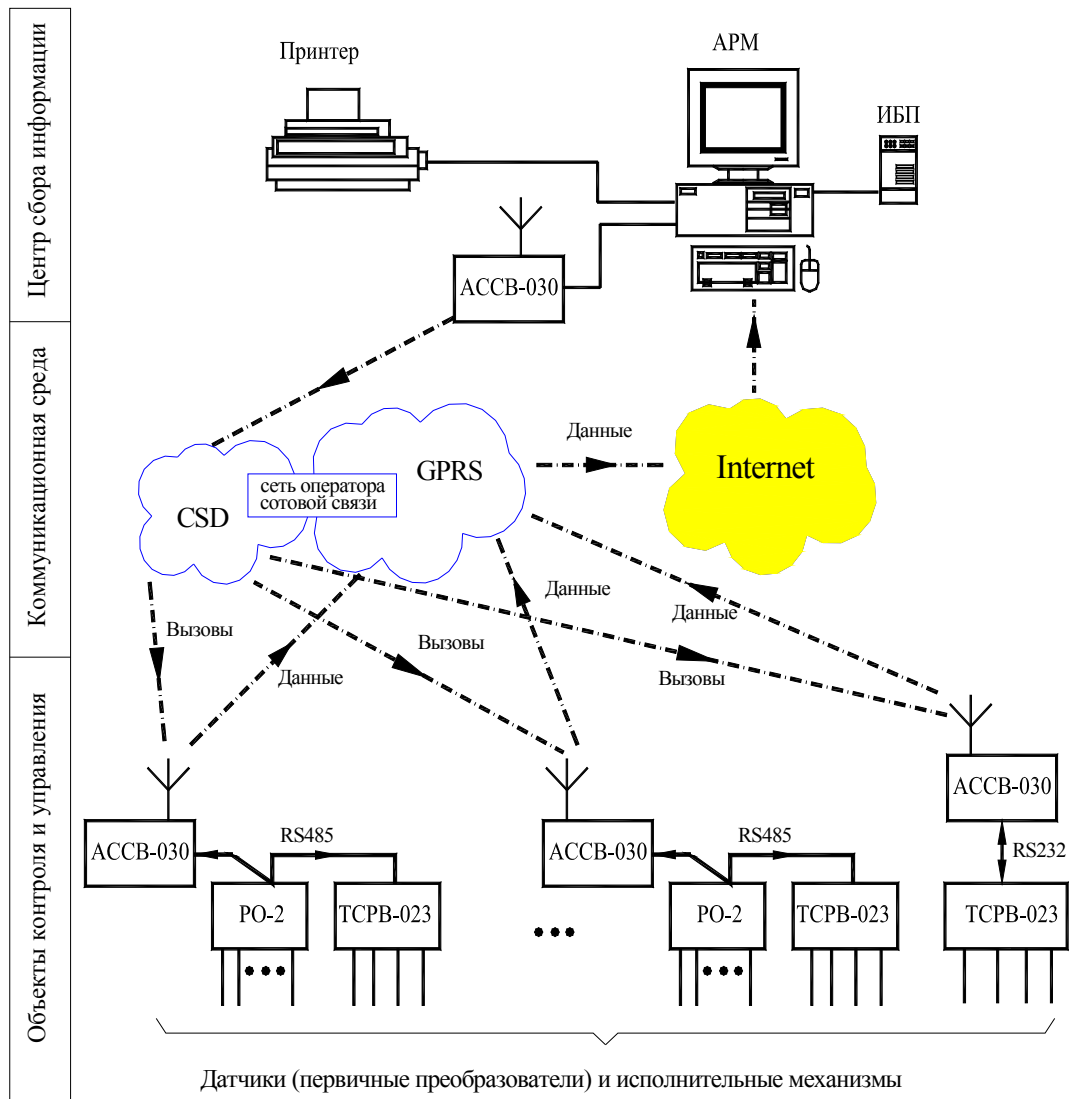 Центр сбора информации
Принтер
АРМ
ИБП
АССВ-030
Коммуникационная среда
Данные
GPRS
Internet
сеть оператора
сотовой связи
CSD
Данные
Данные
Вызовы
Вызовы
Данные
Вызовы
Объекты контроля и управления
АССВ-030
RS485
АССВ-030
RS485
АССВ-030
RS232
РО-2
ТСРВ-023
РО-2
ТСРВ-023
ТСРВ-023
Датчики (первичные преобразователи) и исполнительные механизмы